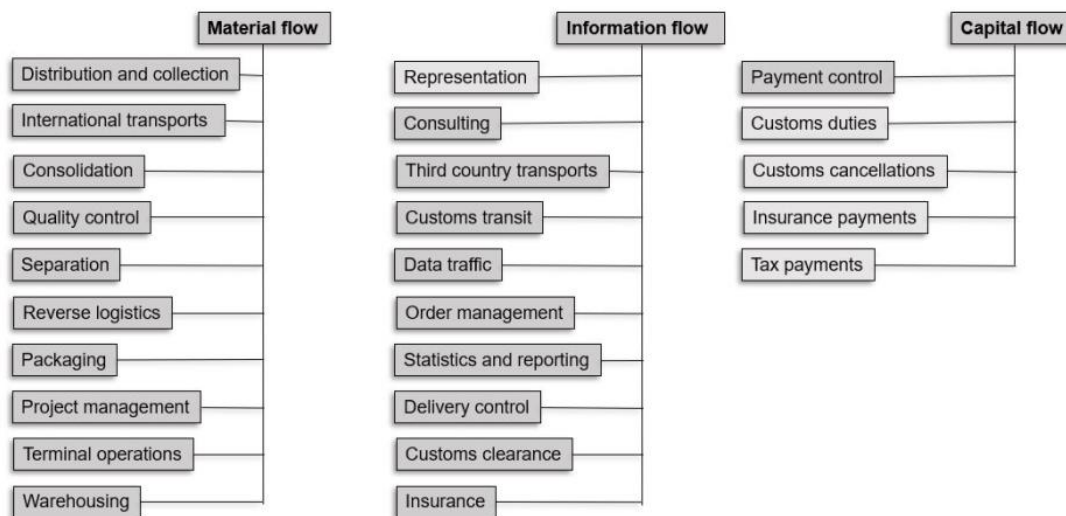 Material flow
Distribution and collection
International transports
Consolidation
Quality control
Separation
Reverse logistics
Packaging
Project management
Terminal operations
Warehousing
Information flow
Representation
Consulting
Third country transports
Customs transit
Data traffic
Order management
Statistics and reporting
Delivery control
Customs clearance
Insurance
Capital flow
Payment control
Customs duties
Customs cancellations
Insurance payments
Tax payments